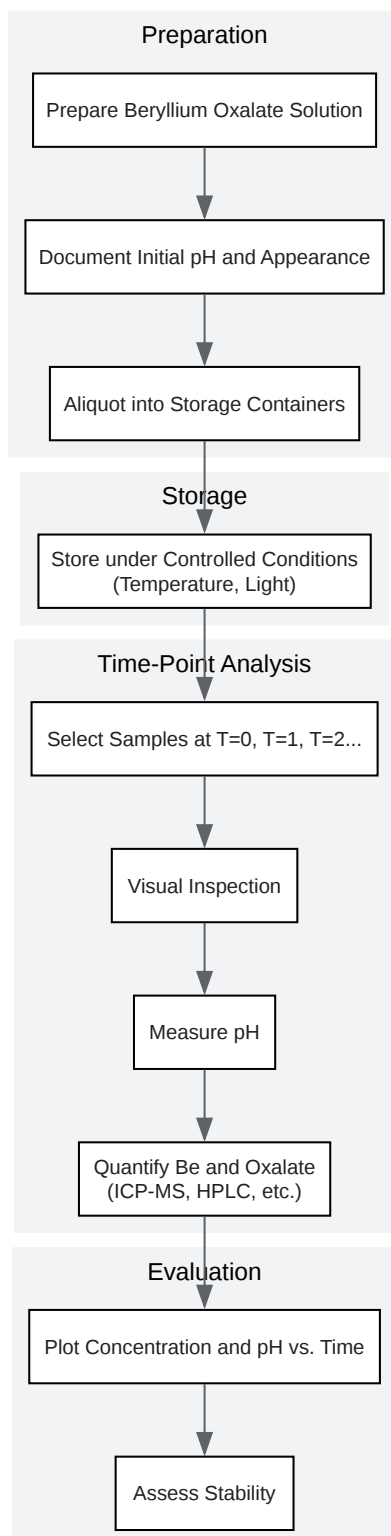 Preparation
Prepare Beryllium Oxalate Solution
Document Initial pH and Appearance
Aliquot into Storage Containers
Storage
Store under Controlled Conditions
(Temperature, Light)
Time-Point Analysis
Select Samples at T=0, T=1, T=2...
Visual Inspection
Measure pH
Quantify Be and Oxalate
(ICP-MS, HPLC, etc.)
Evaluation
Plot Concentration and pH vs. Time
Assess Stability